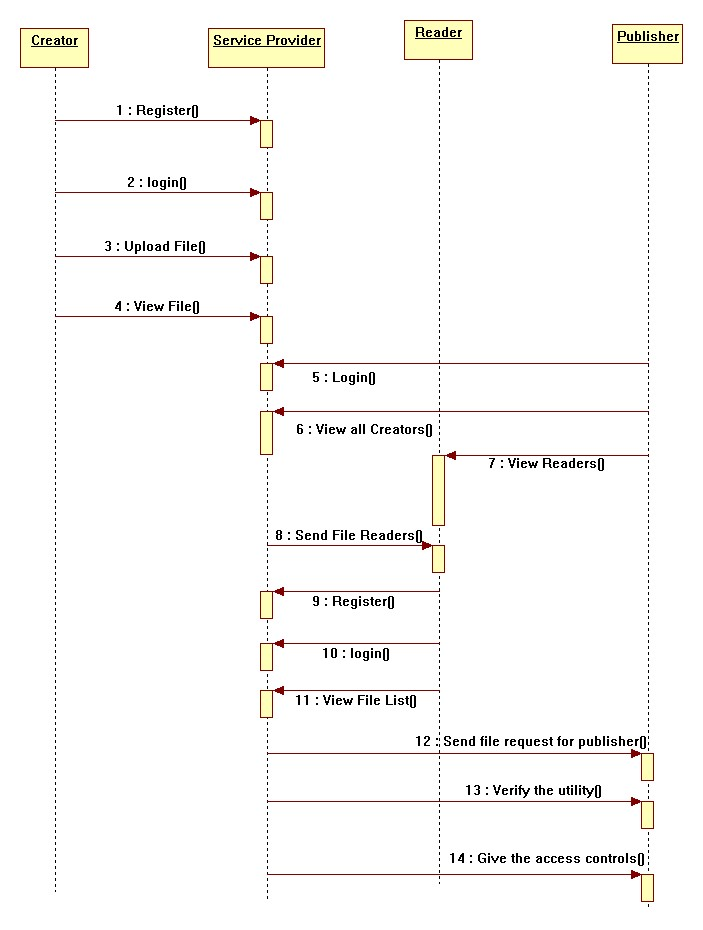 Creator
Service Provider
Reader
Publisher
1 : Register()
2 : login()
3 : Upload File()
4 : View File()
5 : Login()
6 : View all Creators()
7 : View Readers()
8 : Send File Readers()
9 : Register()
10 : login()
11 : View File List()
12 : Send file request for publisher()
13 : Verify the utility()
14 : Give the access controls()